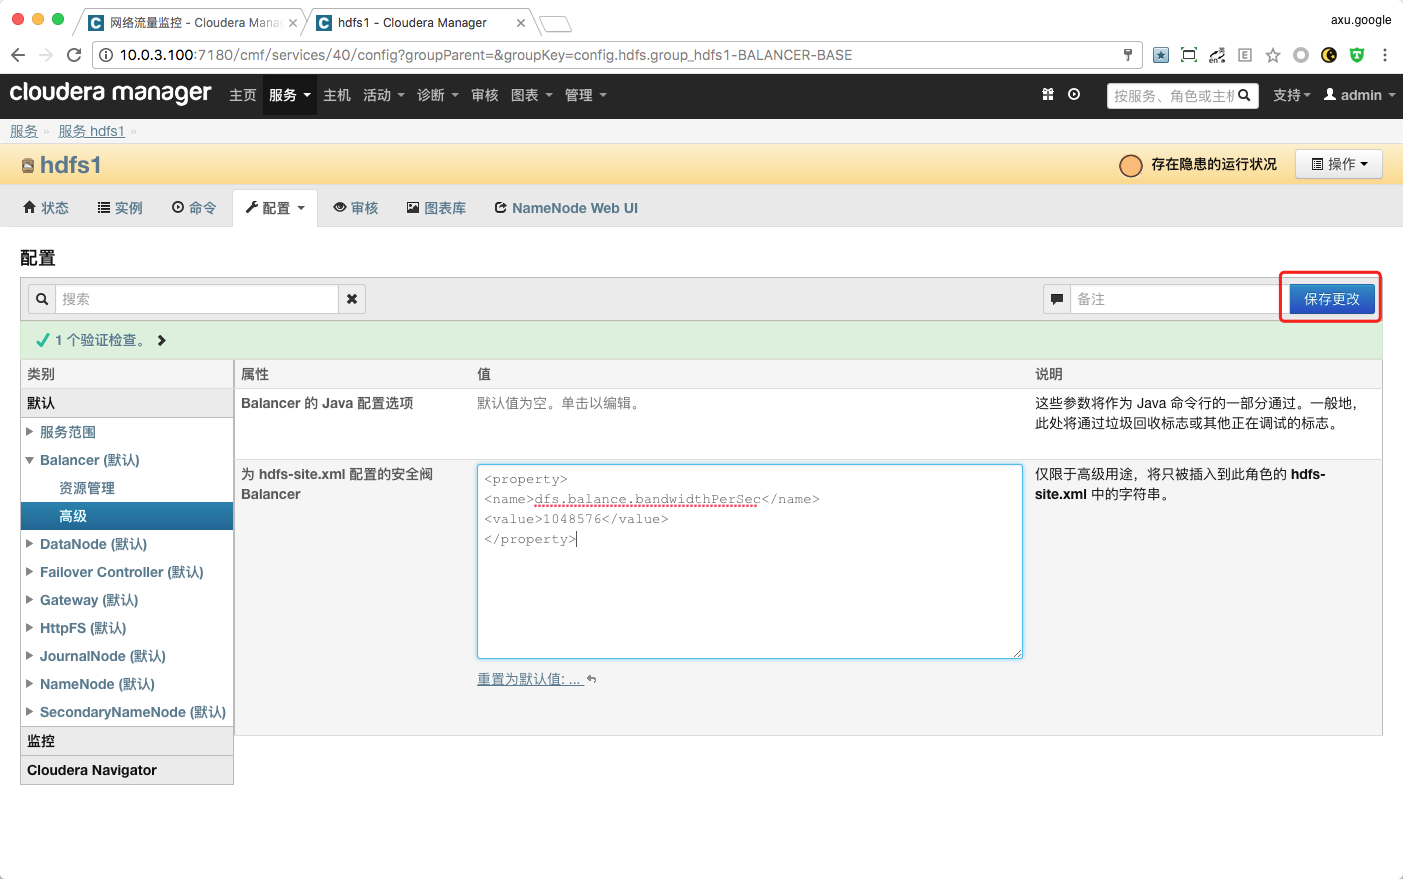 网络流量监控 - Cloudera Mana
hdfs1 - Cloudera Manager
axu.google
10.0.3.100:7180/cmf/services/40/config?groupParent=&groupKey=config.hdfs.group_hdfs1-BALANCER-BASE
cloudera manager 主页 服务 主机 活动 诊断 审核 图表 管理 按服务、角色或主机 支持 admin
服务 » 服务 hdfs1 »
hdfs1 存在隐患的运行状况 操作
状态 实例 命令 配置 审核 图表库 NameNode Web UI
配置
搜索 备注 保存更改
1 个验证检查。
类别 属性 值 说明
默认
服务范围
Balancer (默认)
资源管理
高级
DataNode (默认)
Failover Controller (默认)
Gateway (默认)
HttpFS (默认)
JournalNode (默认)
NameNode (默认)
SecondaryNameNode (默认)
监控
Cloudera Navigator
Balancer 的 Java 配置选项
默认值为空。单击以编辑。
这些参数将作为 Java 命令行的一部分通过。一般地，
此处将通过垃圾回收标志或其他正在调试的标志。
为 hdfs-site.xml 配置的安全阀
Balancer
<property>
<name>dfs.balance.bandwidthPerSec</name>
<value>1048576</value>
</property>
重置为默认值: ...
仅限于高级用途，将只被插入到此角色的 hdfs-
site.xml 中的字符串。